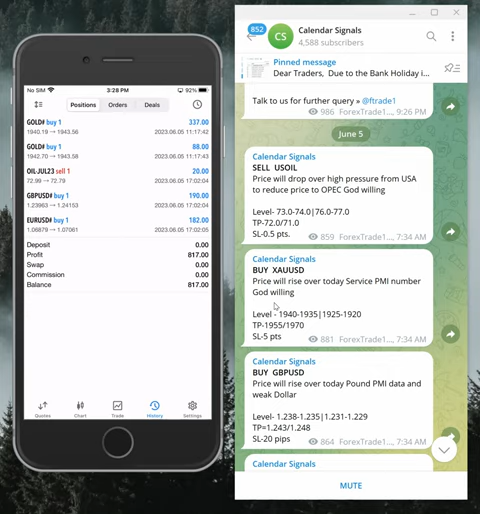 No SIM
3:28 PM
92%
Positions
Orders
Deals
GOLD# buy 1
337.00
1940.19 → 1943.56
2023.06.05 11:17:42
GOLD# buy 1
88.00
1942.70 → 1943.58
2023.06.05 11:17:43
OIL-JUL23 sell 1
20.00
72.99 → 72.79
2023.06.05 17:02:04
GBPUSD# buy 1
190.00
1.23963 → 1.24153
2023.06.05 17:02:04
EURUSD# buy 1
182.00
1.06879 → 1.07061
2023.06.05 17:02:05
Deposit
0.00
Profit
817.00
Swap
0.00
Commission
0.00
Balance
817.00
Quotes
Chart
Trade
History
Settings
852
CS
Calendar Signals
4,588 subscribers
Pinned message
Dear Traders, Due to the Bank Holiday i...
Talk to us for further query » @ftrade1
986 ForexTrade1..., 9:26 PM
June 5
Calendar Signals
SELL USOIL
Price will drop over high pressure from USA
to reduce price to OPEC God willing
Level- 73.0-74.0|76.0-77.0
TP-72.0/71.0
SL-0.5 pts.
859 ForexTrade1..., 7:34 AM
Calendar Signals
BUY XAUUSD
Price will rise over today Service PMI number
God willing
Level - 1940-1935|1925-1920
TP-1955/1970
SL-5 pts
881 ForexTrade1..., 7:34 AM
Calendar Signals
BUY GBPUSD
Price will rise over today Pound PMI data and
weak Dollar
Level- 1.238-1.235|1.231-1.229
TP=1.243/1.248
SL-20 pips
864 ForexTrade1..., 7:34 AM
Calendar Signals
MUTE